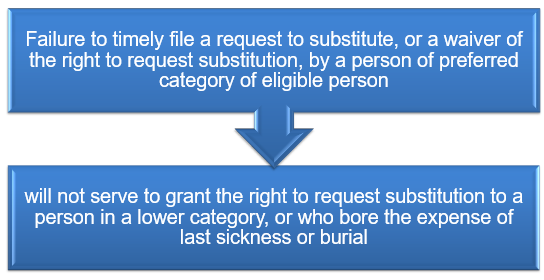 Failure to timely file a request to substitute, or a waiver of
the right to request substitution, by a person of preferred
category of eligible person
will not serve to grant the right to request substitution to a
person in a lower category, or who bore the expense of
last sickness or burial